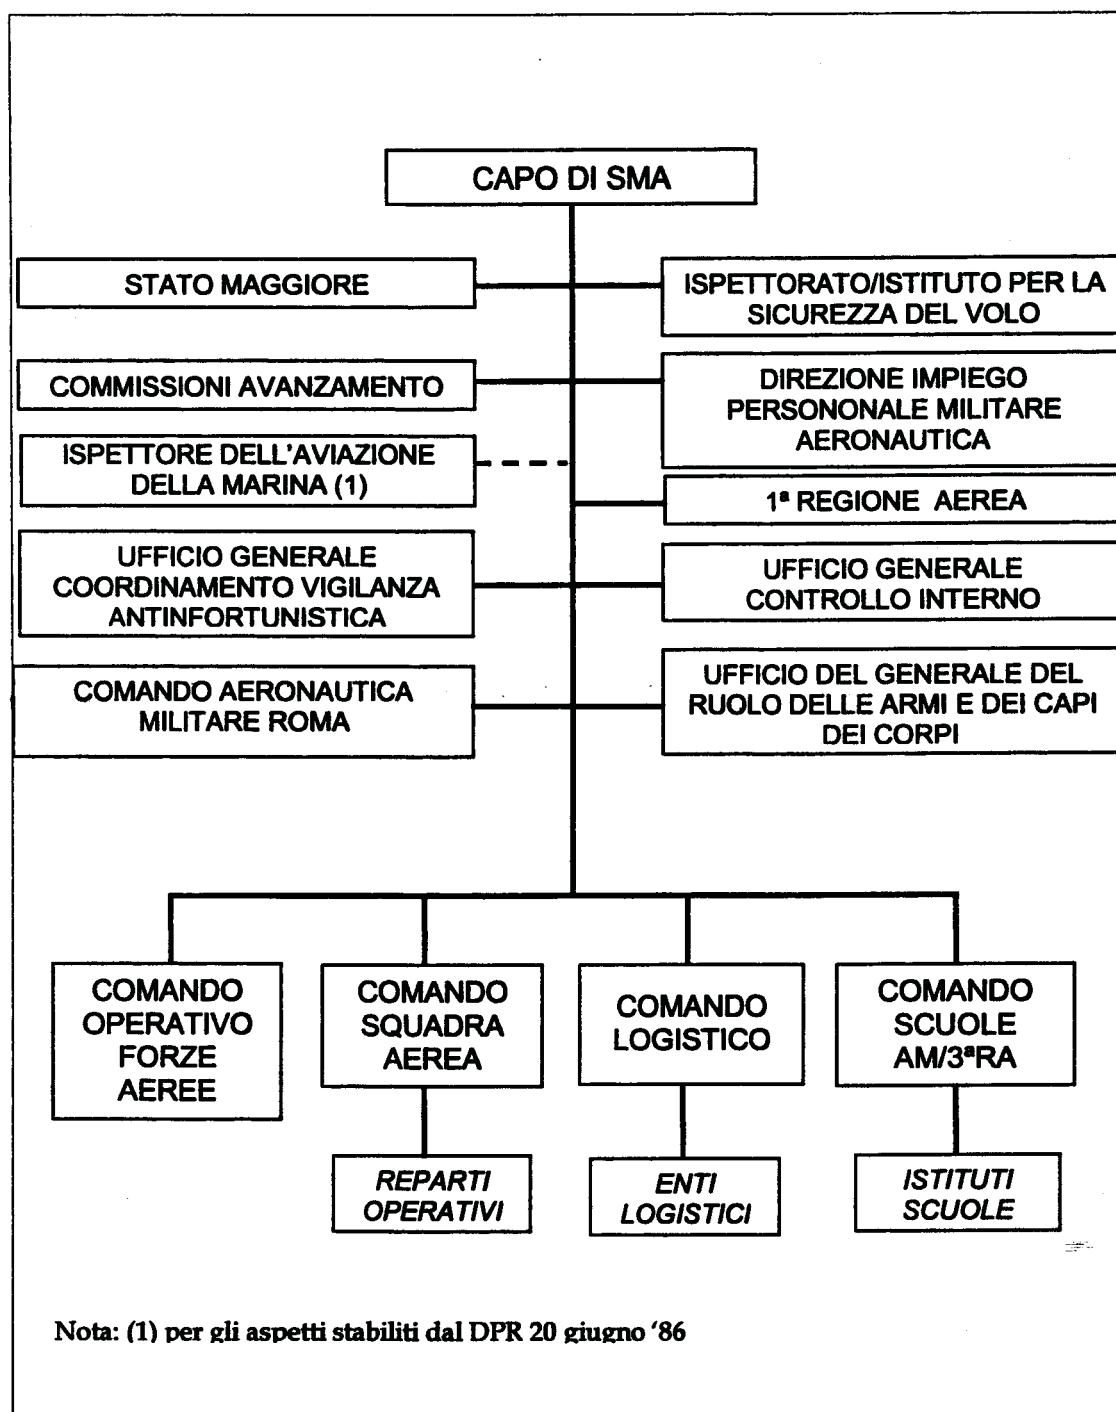 CAPO DI SMA
STATO MAGGIORE
ISPETTORATO/ISTITUTO PER LA
SICUREZZA DEL VOLO
COMMISSIONI AVANZAMENTO
DIREZIONE IMPIEGO
PERSONONALE MILITARE
AERONAUTICA
ISPETTORE DELL'AVIAZIONE
DELLA MARINA (1)
1ª REGIONE AEREA
UFFICIO GENERALE
COORDINAMENTO VIGILANZA
ANTINFORTUNISTICA
UFFICIO GENERALE
CONTROLLO INTERNO
COMANDO AERONAUTICA
MILITARE ROMA
UFFICIO DEL GENERALE DEL
RUOLO DELLE ARMI E DEI CAPI
DEI CORPI
COMANDO
OPERATIVO
FORZE
AEREE
COMANDO
SQUADRA
AEREA
COMANDO
LOGISTICO
COMANDO
SCUOLE
AM/3ªRA
REPARTI
OPERATIVI
ENTI
LOGISTICI
ISTITUTI
SCUOLE
Nota: (1) per gli aspetti stabiliti dal DPR 20 giugno '86